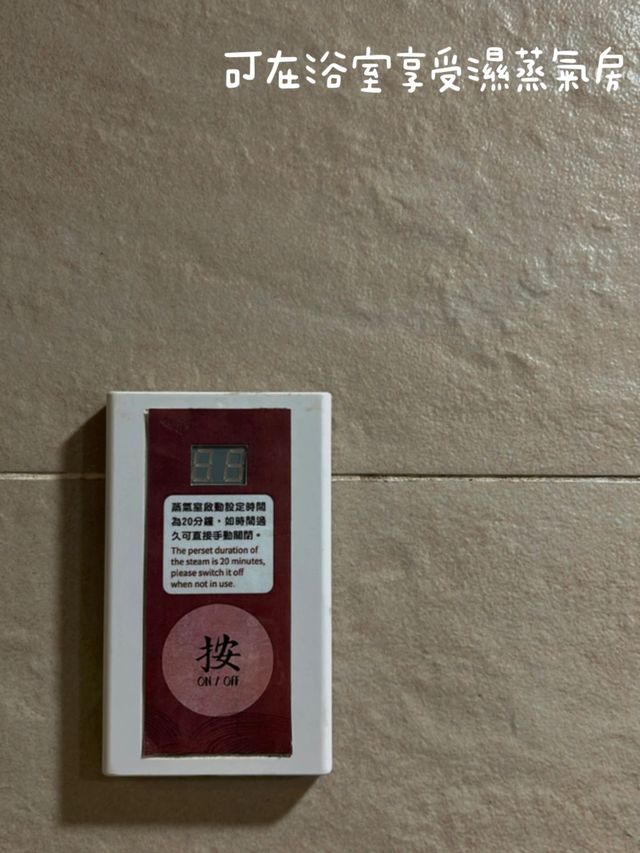 可在浴室享受濕蒸氣房
蒸氣室啟動設定時間
為20分鐘，如時間過
久可直接手動關閉。
The perset duration of
the steam is 20 minutes,
please switch it off
when not in use.
按
ON / OFF